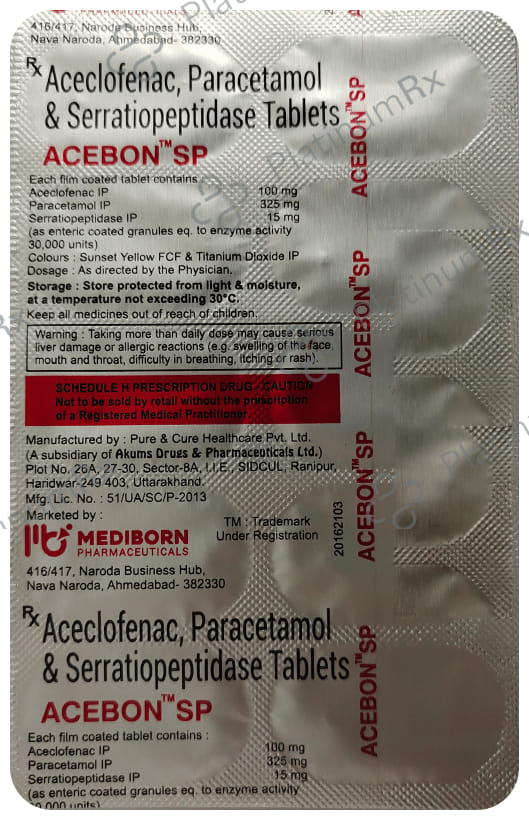 416/417, Naroda Business Hub,
Nava Naroda, Ahmedabad- 382330
Rx Aceclofenac, Paracetamol
& Serratiopeptidase Tablets
ACEBON™ SP
Each film coated tablet contains :
Aceclofenac IP 100 mg
Paracetamol IP 325 mg
Serratiopeptidase IP 15 mg
(as enteric coated granules eq. to enzyme activity
30,000 units)
Colours : Sunset Yellow FCF & Titanium Dioxide IP
Dosage : As directed by the Physician.
Storage : Store protected from light & moisture,
at a temperature not exceeding 30°C.
Keep all medicines out of reach of children.
Warning : Taking more than daily dose may cause serious
liver damage or allergic reactions (e.g. swelling of the face,
mouth and throat, difficulty in breathing, itching or rash).
SCHEDULE H PRESCRIPTION DRUG - CAUTION
Not to be sold by retail without the prescription
of a Registered Medical Practitioner.
Manufactured by : Pure & Cure Healthcare Pvt. Ltd.
(A subsidiary of Akums Drugs & Pharmaceuticals Ltd.)
Plot No. 26A, 27-30, Sector-8A, I.I.E., SIDCUL, Ranipur,
Haridwar-249 403, Uttarakhand.
Mfg. Lic. No. : 51/UA/SC/P-2013
Marketed by :
MEDIBORN
PHARMACEUTICALS
TM : Trademark
Under Registration
416/417, Naroda Business Hub,
Nava Naroda, Ahmedabad- 382330
20162103
Rx Aceclofenac, Paracetamol
& Serratiopeptidase Tablets
ACEBON™ SP
Each film coated tablet contains :
Aceclofenac IP 100 mg
Paracetamol IP 325 mg
Serratiopeptidase IP 15 mg
(as enteric coated granules eq. to enzyme activity
ACEBON™ SP
ACEBON™ SP
ACEBON™ SP
ACEBON™ SP
PlatinumRx